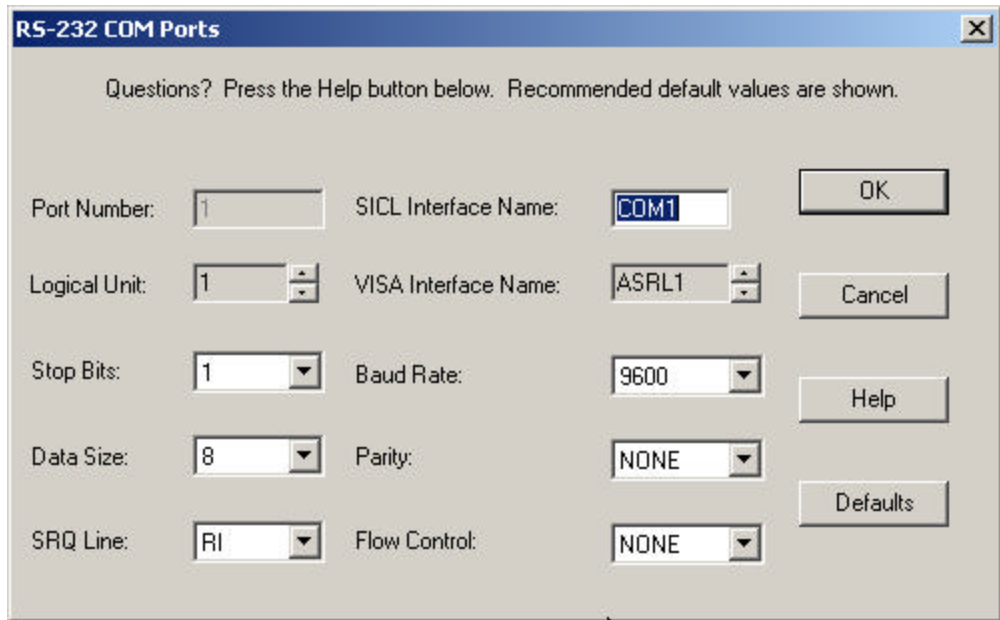 RS-232 COM Ports
Questions? Press the Help button below. Recommended default values are shown.
Port Number: 1 SICL Interface Name: COM1 OK
Logical Unit: 1 VISA Interface Name: ASRL1 Cancel
Stop Bits: 1 Baud Rate: 9600 Help
Data Size: 8 Parity: NONE Defaults
SRQ Line: RI Flow Control: NONE